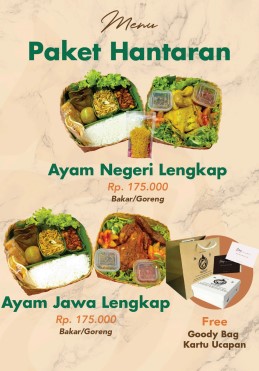 Menu
Paket Hantaran
Ayam Negeri Lengkap
Rp. 175.000
Bakar/Goreng
Ayam Jawa Lengkap
Rp. 175.000
Bakar/Goreng
Free
Goody Bag
Kartu Ucapan